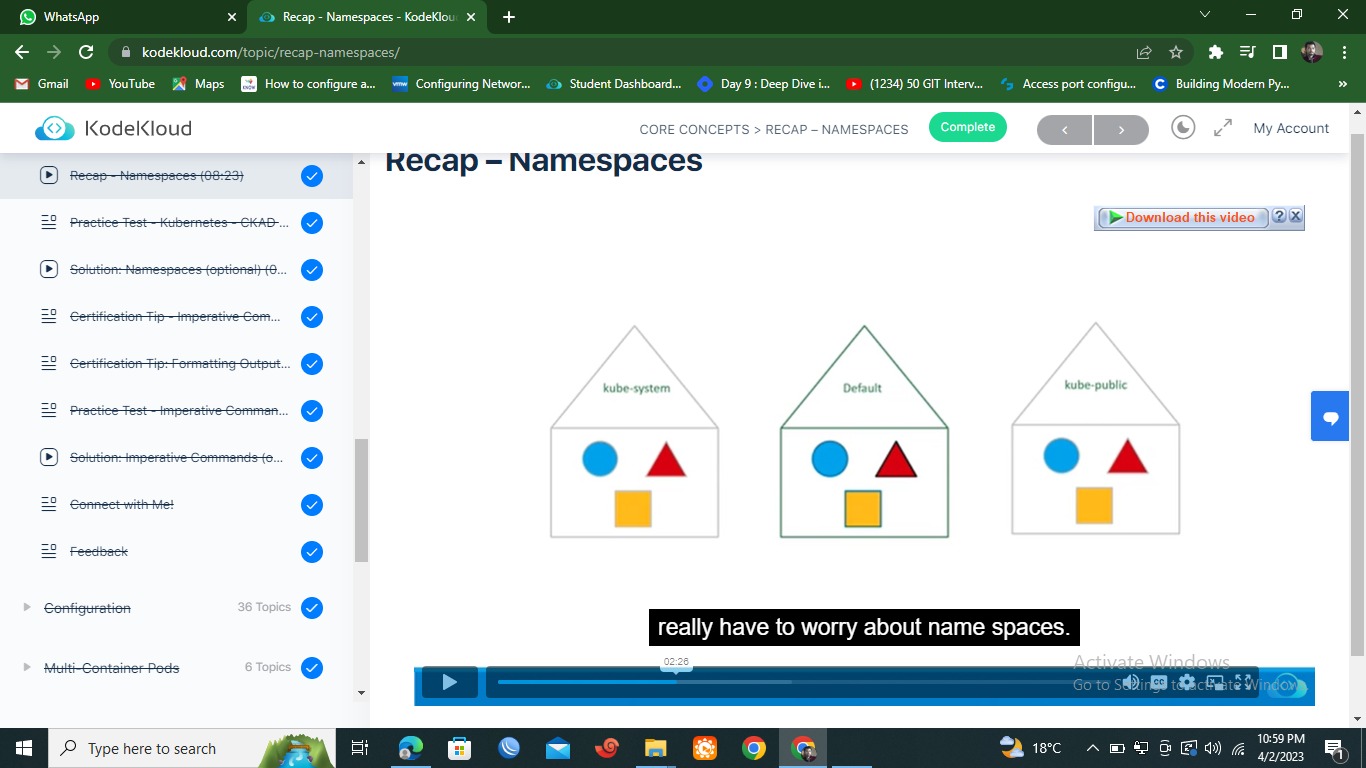 WhatsApp
Recap - Namespaces - KodeKlou
kodekloud.com/topic/recap-namespaces/
Gmail
YouTube
Maps
How to configure a...
Configuring Networ...
Student Dashboard...
Day 9 : Deep Dive i...
(1234) 50 GIT Interv...
Access port configu...
Building Modern Py...
»
KodeKloud
CORE CONCEPTS > RECAP – NAMESPACES
Complete
My Account
Recap - Namespaces (08:23)
Practice Test - Kubernetes - CKAD ...
Solution: Namespaces (optional) (0...
Certification Tip - Imperative Com...
Certification Tip: Formatting Output...
Practice Test - Imperative Comman...
Solution: Imperative Commands (o...
Connect with Me!
Feedback
Configuration
36 Topics
Multi-Container Pods
6 Topics
Recap – Namespaces
Download this video
?
X
kube-system
Default
kube-public
really have to worry about name spaces.
02:26
CC
Activate Windows
Go to Settings to activate Windows.
Type here to search
18°C
10:59 PM
4/2/2023
1